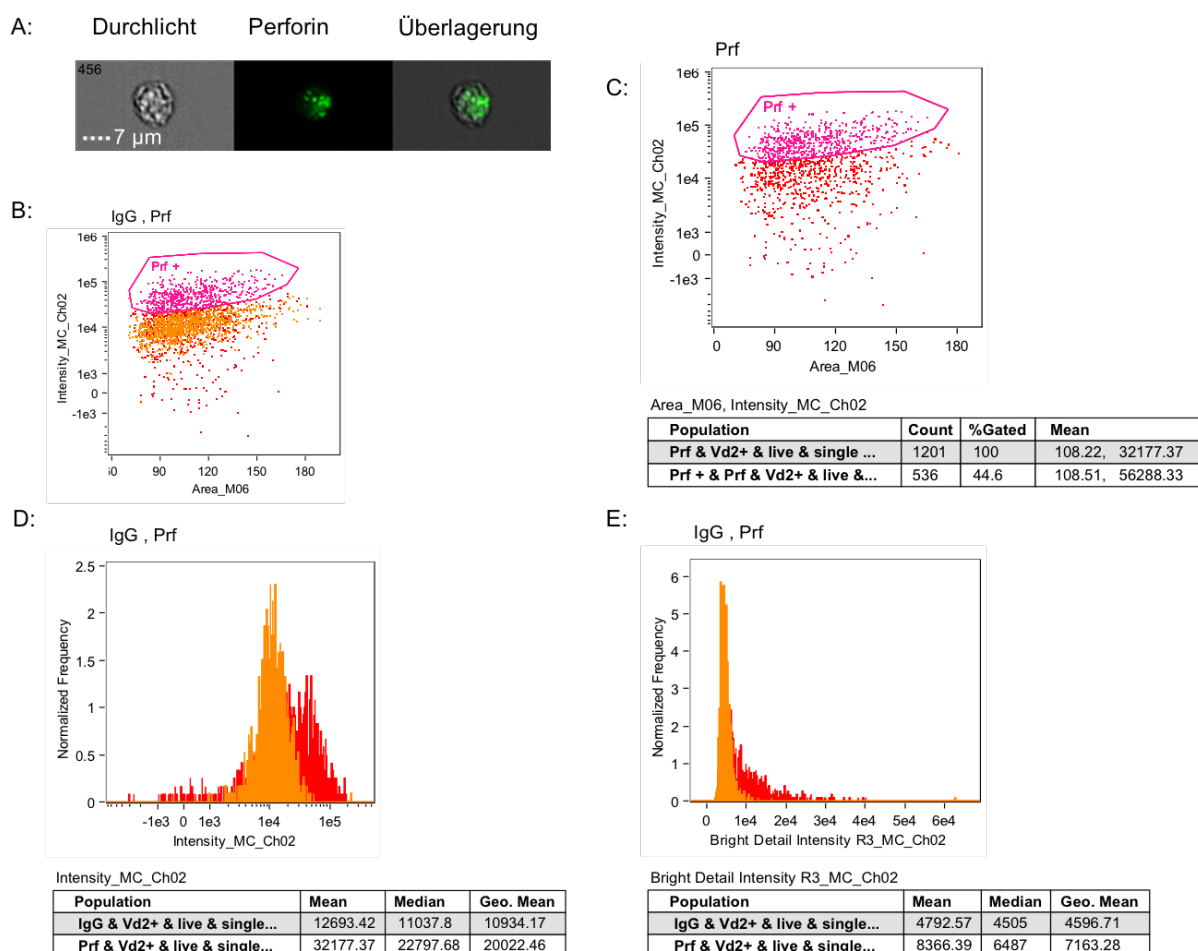 A:
Durchlicht Perforin Überlagerung
456
7 µm
B:
IgG , Prf
Prf +
1e6
1e5
1e4
1e3
0
-1e3
Intensity_MC_Ch02
60 90 120 150 180
Area_M06
C:
Prf
Prf +
1e6
1e5
1e4
1e3
0
-1e3
Intensity_MC_Ch02
0 90 120 150 180
Area_M06
Area_M06, Intensity_MC_Ch02
Population Count %Gated Mean
Prf & Vd2+ & live & single ... 1201 100 108.22, 32177.37
Prf + & Prf & Vd2+ & live &... 536 44.6 108.51, 56288.33
D:
IgG , Prf
2.5
2
1.5
1
0.5
0
Normalized Frequency
-1e3 0 1e3 1e4 1e5
Intensity_MC_Ch02
Intensity_MC_Ch02
Population Mean Median Geo. Mean
IgG & Vd2+ & live & single... 12693.42 11037.8 10934.17
Prf & Vd2+ & live & single... 32177.37 22797.68 20022.46
E:
IgG , Prf
6
5
4
3
2
1
0
Normalized Frequency
0 1e4 2e4 3e4 4e4 5e4 6e4
Bright Detail Intensity R3_MC_Ch02
Bright Detail Intensity R3_MC_Ch02
Population Mean Median Geo. Mean
IgG & Vd2+ & live & single... 4792.57 4505 4596.71
Prf & Vd2+ & live & single... 8366.39 6487 7163.28